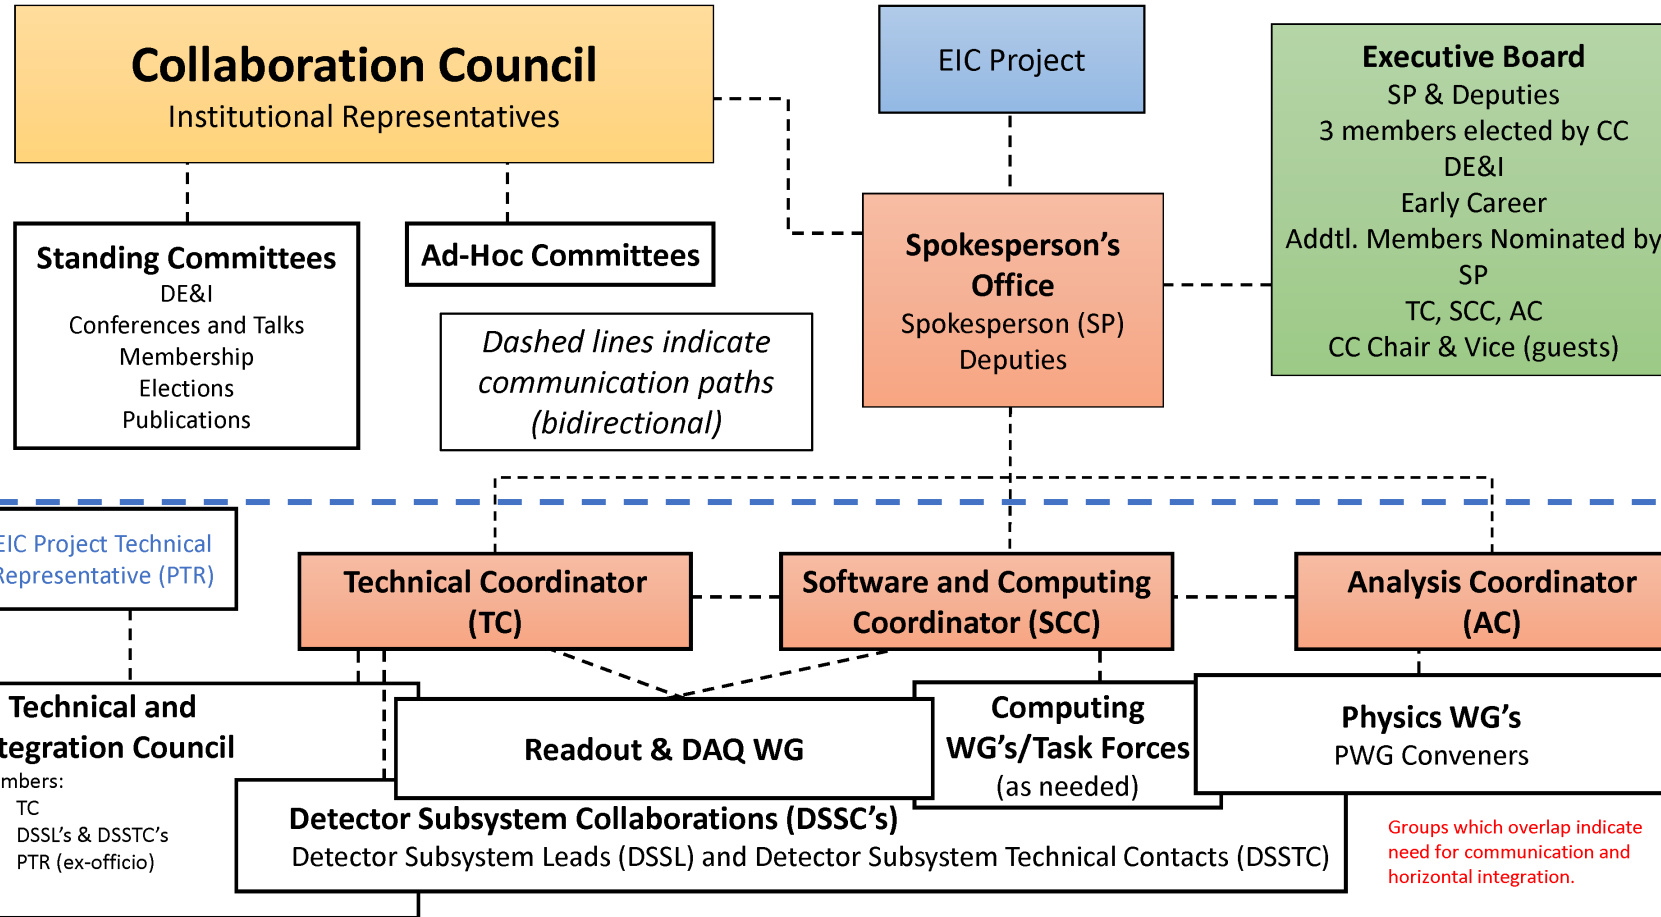 Collaboration Council
Institutional Representatives
EIC Project
Executive Board
SP & Deputies
3 members elected by CC
DE&I
Early Career
Addtl. Members Nominated by
SP
TC, SCC, AC
CC Chair & Vice (guests)
Standing Committees
DE&I
Conferences and Talks
Membership
Elections
Publications
Ad-Hoc Committees
Spokesperson’s
Office
Spokesperson (SP)
Deputies
Dashed lines indicate
communication paths
(bidirectional)
EIC Project Technical
Representative (PTR)
Technical Coordinator
(TC)
Software and Computing
Coordinator (SCC)
Analysis Coordinator
(AC)
Technical and
tegration Council
mbers:
TC
DSSL’s & DSSTC’s
PTR (ex-officio)
Readout & DAQ WG
Computing
WG’s/Task Forces
(as needed)
Physics WG’s
PWG Conveners
Detector Subsystem Collaborations (DSSC’s)
Detector Subsystem Leads (DSSL) and Detector Subsystem Technical Contacts (DSSTC)
Groups which overlap indicate
need for communication and
horizontal integration.